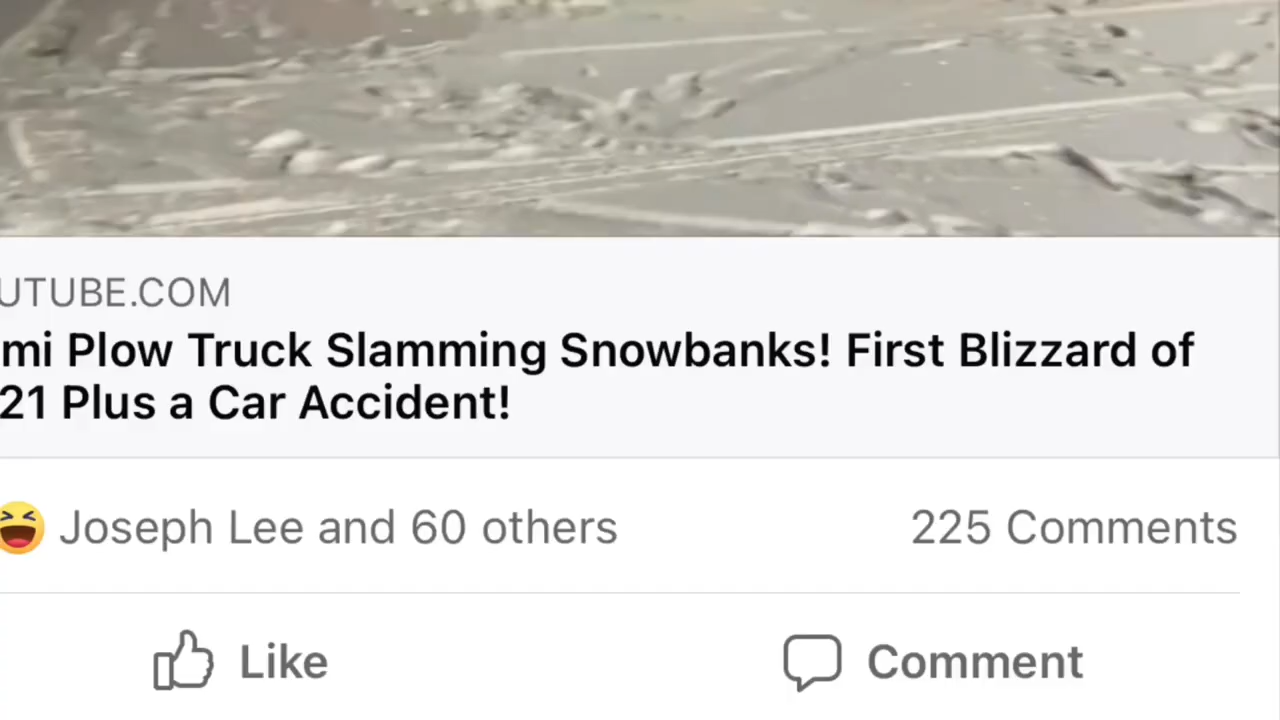 UTUBE.COM
mi Plow Truck Slamming Snowbanks! First Blizzard of
21 Plus a Car Accident!
Joseph Lee and 60 others
225 Comments
Like
Comment